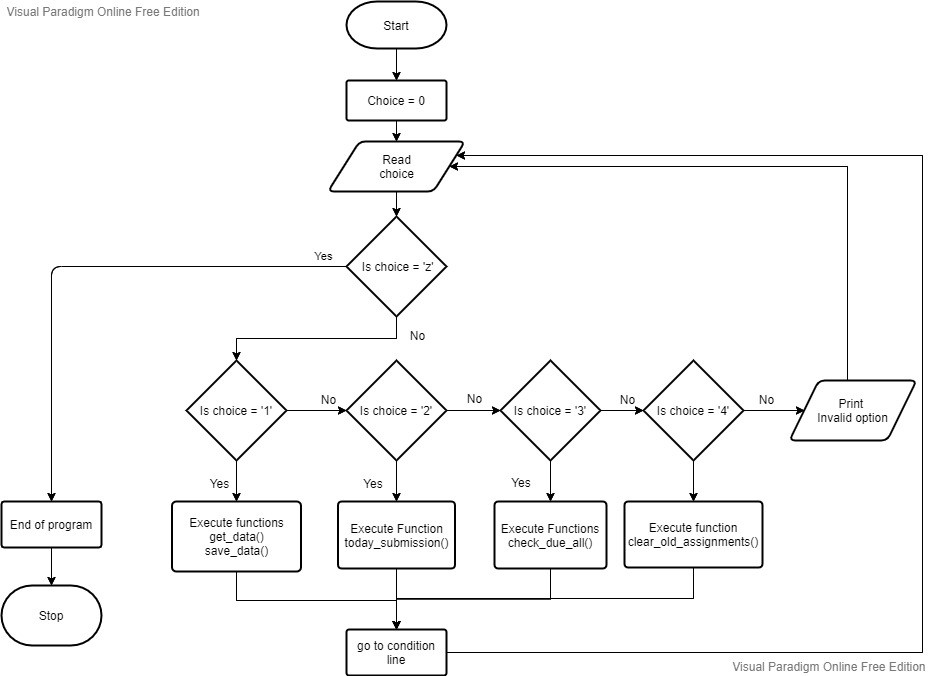 Visual Paradigm Online Free Edition
Start
Choice = 0
Read
choice
Yes
Is choice = 'z'
No
Is choice = '1'
No
Is choice = '2'
No
Is choice = '3'
No
Is choice = '4'
No
Print
Invalid option
Yes
Yes
Yes
End of program
Execute functions
get_data()
save_data()
Execute Function
today_submission()
Execute Functions
check_due_all()
Execute function
clear_old_assignments()
Stop
go to condition
line
Visual Paradigm Online Free Edition